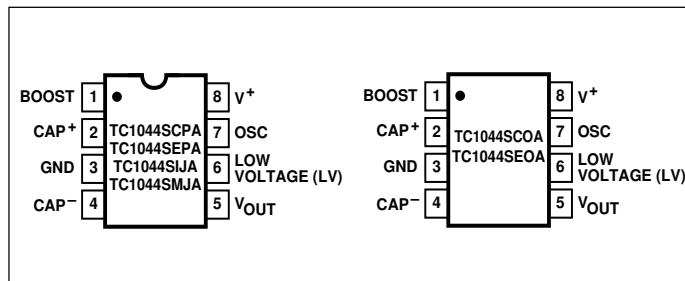 BOOST 1 8 V+
CAP+ 2 7 OSC
GND 3 6 LOW VOLTAGE (LV)
CAP− 4 5 VOUT
TC1044SCPA
TC1044SEPA
TC1044SIJA
TC1044SMJA
BOOST 1 8 V+
CAP+ 2 7 OSC
GND 3 6 LOW VOLTAGE (LV)
CAP− 4 5 VOUT
TC1044SCOA
TC1044SEOA